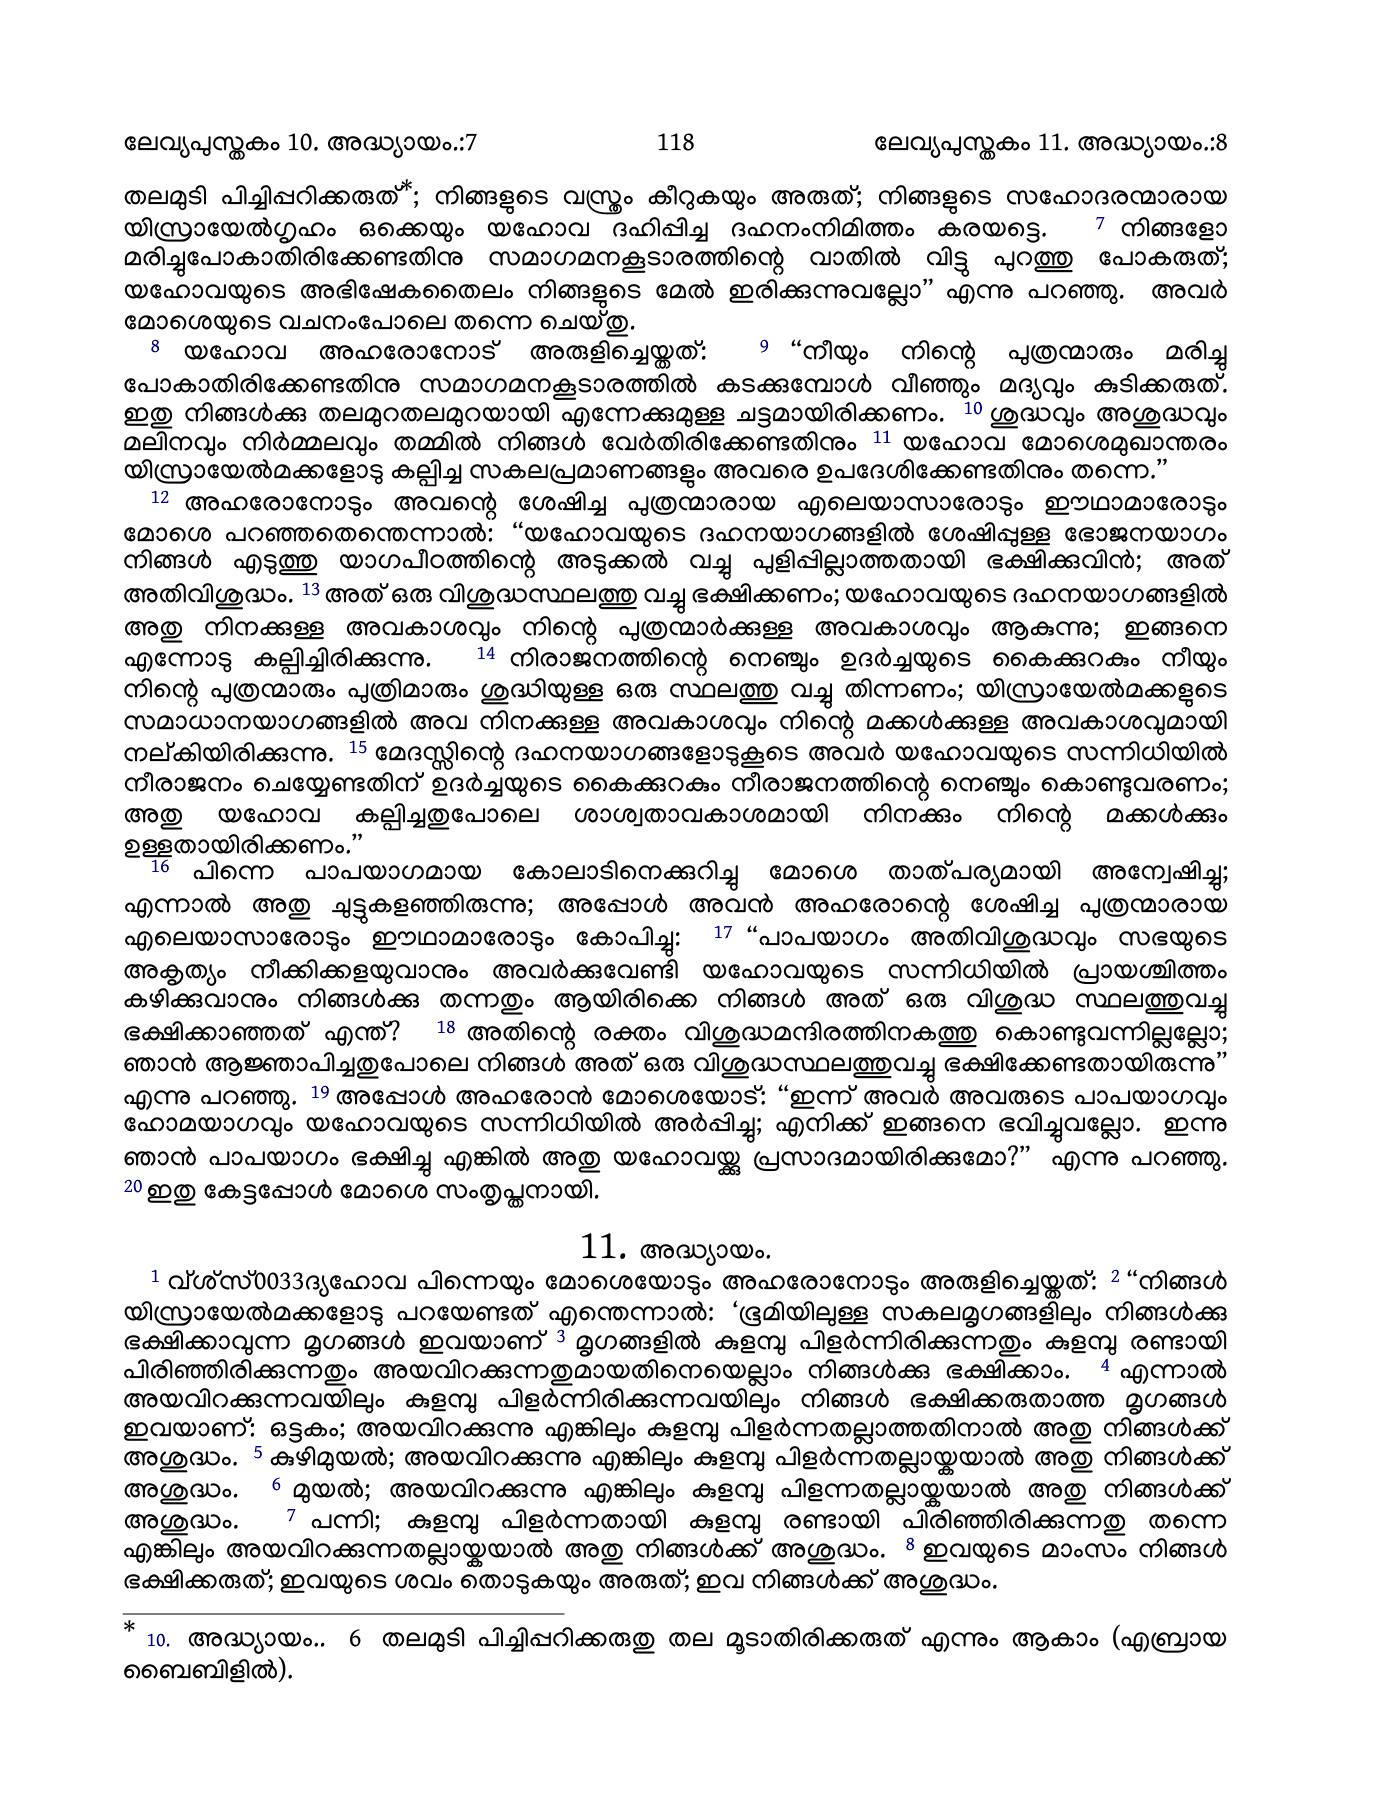 ലേവ്യപുസ്തകം 10. അദ്ധ്യായം.:7 118 ലേവ്യപുസ്തകം 11. അദ്ധ്യായം.:8
തലമുടി പിച്ചിപ്പറിക്കരുത്*; നിങ്ങളുടെ വസ്ത്രം കീറുകയും അരുത്; നിങ്ങളുടെ സഹോദരന്മാരായ
യിസ്രായേൽഗൃഹം ഒക്കെയും യഹോവ ദഹിപ്പിച്ച ദഹനംനിമിത്തം കരയട്ടെ. 7 നിങ്ങളോ
മരിച്ചുപോകാതിരിക്കേണ്ടതിനു സമാഗമനകൂടാരത്തിന്റെ വാതിൽ വിട്ടു പുറത്തു പോകരുത്;
യഹോവയുടെ അഭിഷേകതൈലം നിങ്ങളുടെ മേൽ ഇരിക്കുന്നുവല്ലോ” എന്നു പറഞ്ഞു. അവർ
മോശെയുടെ വചനംപോലെ തന്നെ ചെയ്തു.
8 യഹോവ അഹരോനോട് അരുളിച്ചെയ്തത്: 9 “നീയും നിന്റെ പുത്രന്മാരും മരിച്ചു
പോകാതിരിക്കേണ്ടതിനു സമാഗമനകൂടാരത്തിൽ കടക്കുമ്പോൾ വീഞ്ഞും മദ്യവും കുടിക്കരുത്.
ഇതു നിങ്ങൾക്കു തലമുറതലമുറയായി എന്നേക്കുമുള്ള ചട്ടമായിരിക്കണം. 10 ശുദ്ധവും അശുദ്ധവും
മലിനവും നിർമ്മലവും തമ്മിൽ നിങ്ങൾ വേർതിരിക്കേണ്ടതിനും 11 യഹോവ മോശെമുഖാന്തരം
യിസ്രായേൽമക്കളോടു കല്പിച്ച സകലപ്രമാണങ്ങളും അവരെ ഉപദേശിക്കേണ്ടതിനും തന്നെ.”
12 അഹരോനോടും അവന്റെ ശേഷിച്ച പുത്രന്മാരായ എലെയാസാരോടും ഈഥാമാരോടും
മോശെ പറഞ്ഞതെന്തെന്നാൽ: “യഹോവയുടെ ദഹനയാഗങ്ങളിൽ ശേഷിപ്പുള്ള ഭോജനയാഗം
നിങ്ങൾ എടുത്തു യാഗപീഠത്തിന്റെ അടുക്കൽ വച്ചു പുളിപ്പില്ലാത്തതായി ഭക്ഷിക്കുവിൻ; അത്
അതിവിശുദ്ധം. 13 അത് ഒരു വിശുദ്ധസ്ഥലത്തു വച്ചു ഭക്ഷിക്കണം; യഹോവയുടെ ദഹനയാഗങ്ങളിൽ
അതു നിനക്കുള്ള അവകാശവും നിന്റെ പുത്രന്മാർക്കുള്ള അവകാശവും ആകുന്നു; ഇങ്ങനെ
എന്നോടു കല്പിച്ചിരിക്കുന്നു. 14 നിരാജനത്തിന്റെ നെഞ്ചും ഉദർച്ചയുടെ കൈക്കുറകും നീയും
നിന്റെ പുത്രന്മാരും പുത്രിമാരും ശുദ്ധിയുള്ള ഒരു സ്ഥലത്തു വച്ചു തിന്നണം; യിസ്രായേൽമക്കളുടെ
സമാധാനയാഗങ്ങളിൽ അവ നിനക്കുള്ള അവകാശവും നിന്റെ മക്കൾക്കുള്ള അവകാശവുമായി
നല്കിയിരിക്കുന്നു. 15 മേദസ്സിന്റെ ദഹനയാഗങ്ങളോടുകൂടെ അവർ യഹോവയുടെ സന്നിധിയിൽ
നീരാജനം ചെയ്യേണ്ടതിന് ഉദർച്ചയുടെ കൈക്കുറകും നീരാജനത്തിന്റെ നെഞ്ചും കൊണ്ടുവരണം;
അതു യഹോവ കല്പിച്ചതുപോലെ ശാശ്വതാവകാശമായി നിനക്കും നിന്റെ മക്കൾക്കും
ഉള്ളതായിരിക്കണം.”
16 പിന്നെ പാപയാഗമായ കോലാടിനെക്കുറിച്ചു മോശെ താത്പര്യമായി അന്വേഷിച്ചു;
എന്നാൽ അതു ചുട്ടുകളഞ്ഞിരുന്നു; അപ്പോൾ അവൻ അഹരോന്റെ ശേഷിച്ച പുത്രന്മാരായ
എലെയാസാരോടും ഈഥാമാരോടും കോപിച്ചു: 17 “പാപയാഗം അതിവിശുദ്ധവും സഭയുടെ
അകൃത്യം നീക്കിക്കളയുവാനും അവർക്കുവേണ്ടി യഹോവയുടെ സന്നിധിയിൽ പ്രായശ്ചിത്തം
കഴിക്കുവാനും നിങ്ങൾക്കു തന്നതും ആയിരിക്കെ നിങ്ങൾ അത് ഒരു വിശുദ്ധ സ്ഥലത്തുവച്ചു
ഭക്ഷിക്കാഞ്ഞത് എന്ത്? 18 അതിന്റെ രക്തം വിശുദ്ധമന്ദിരത്തിനകത്തു കൊണ്ടുവന്നില്ലല്ലോ;
ഞാൻ ആജ്ഞാപിച്ചതുപോലെ നിങ്ങൾ അത് ഒരു വിശുദ്ധസ്ഥലത്തുവച്ചു ഭക്ഷിക്കേണ്ടതായിരുന്നു”
എന്നു പറഞ്ഞു. 19 അപ്പോൾ അഹരോൻ മോശെയോട്: “ഇന്ന് അവർ അവരുടെ പാപയാഗവും
ഹോമയാഗവും യഹോവയുടെ സന്നിധിയിൽ അർപ്പിച്ചു; എനിക്ക് ഇങ്ങനെ ഭവിച്ചുവല്ലോ. ഇന്നു
ഞാൻ പാപയാഗം ഭക്ഷിച്ചു എങ്കിൽ അതു യഹോവയ്ക്കു പ്രസാദമായിരിക്കുമോ?” എന്നു പറഞ്ഞു.
20 ഇതു കേട്ടപ്പോൾ മോശെ സംതൃപ്തനായി.
11. അദ്ധ്യായം.
1 വ്ശ്സ്0033ദ്യഹോവ പിന്നെയും മോശെയോടും അഹരോനോടും അരുളിച്ചെയ്തത്: 2 “നിങ്ങൾ
യിസ്രായേൽമക്കളോടു പറയേണ്ടത് എന്തെന്നാൽ: ‘ഭൂമിയിലുള്ള സകലമൃഗങ്ങളിലും നിങ്ങൾക്കു
ഭക്ഷിക്കാവുന്ന മൃഗങ്ങൾ ഇവയാണ് 3 മൃഗങ്ങളിൽ കുളമ്പു പിളർന്നിരിക്കുന്നതും കുളമ്പു രണ്ടായി
പിരിഞ്ഞിരിക്കുന്നതും അയവിറക്കുന്നതുമായതിനെയെല്ലാം നിങ്ങൾക്കു ഭക്ഷിക്കാം. 4 എന്നാൽ
അയവിറക്കുന്നവയിലും കുളമ്പു പിളർന്നിരിക്കുന്നവയിലും നിങ്ങൾ ഭക്ഷിക്കരുതാത്ത മൃഗങ്ങൾ
ഇവയാണ്: ഒട്ടകം; അയവിറക്കുന്നു എങ്കിലും കുളമ്പു പിളർന്നതല്ലാത്തതിനാൽ അതു നിങ്ങൾക്ക്
അശുദ്ധം. 5 കുഴിമുയൽ; അയവിറക്കുന്നു എങ്കിലും കുളമ്പു പിളർന്നതല്ലായ്കയാൽ അതു നിങ്ങൾക്ക്
അശുദ്ധം. 6 മുയൽ; അയവിറക്കുന്നു എങ്കിലും കുളമ്പു പിളന്നതല്ലായ്കയാൽ അതു നിങ്ങൾക്ക്
അശുദ്ധം. 7 പന്നി; കുളമ്പു പിളർന്നതായി കുളമ്പു രണ്ടായി പിരിഞ്ഞിരിക്കുന്നതു തന്നെ
എങ്കിലും അയവിറക്കുന്നതല്ലായ്കയാൽ അതു നിങ്ങൾക്ക് അശുദ്ധം. 8 ഇവയുടെ മാംസം നിങ്ങൾ
ഭക്ഷിക്കരുത്; ഇവയുടെ ശവം തൊടുകയും അരുത്; ഇവ നിങ്ങൾക്ക് അശുദ്ധം.
* 10. അദ്ധ്യായം.. 6 തലമുടി പിച്ചിപ്പറിക്കരുതു തല മൂടാതിരിക്കരുത് എന്നും ആകാം (എബ്രായ
ബൈബിളിൽ).